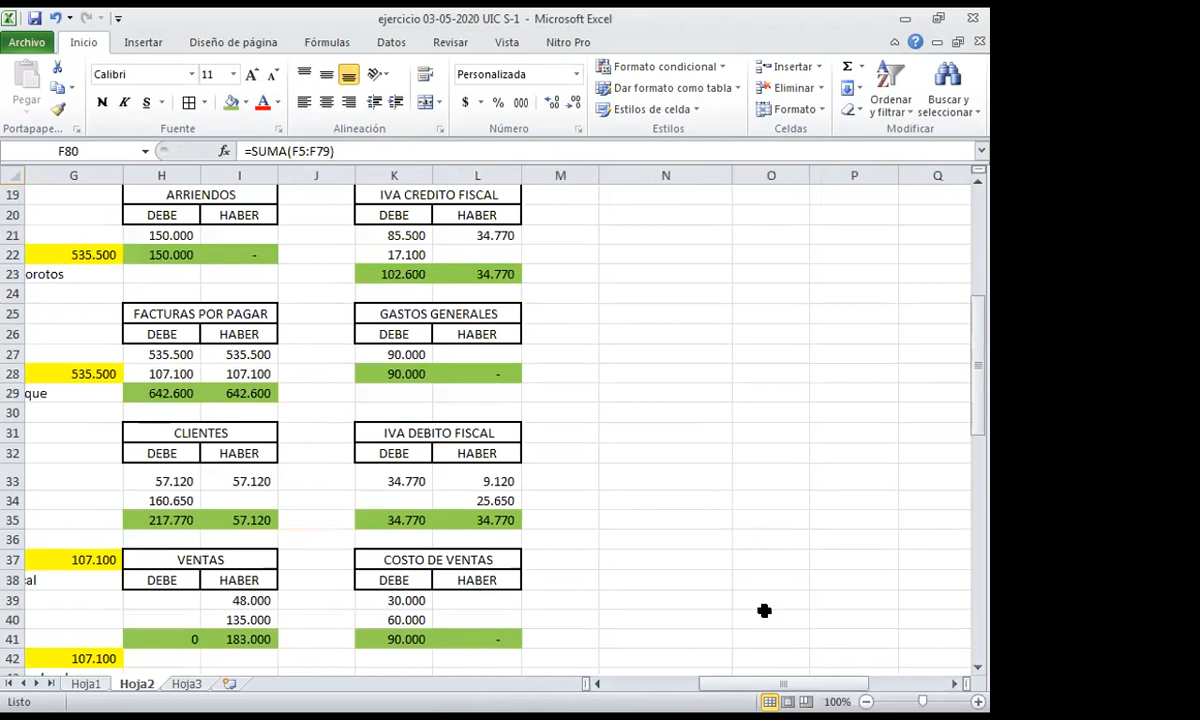 ejercicio 03-05-2020 UIC S-1 - Microsoft Excel
Archivo Inicio Insertar Diseño de página Fórmulas Datos Revisar Vista Nitro Pro
Pegar Calibri 11 Personalizada Formato condicional Insertar Σ
Dar formato como tabla Eliminar Ordenar y filtrar Buscar y seleccionar
N K S $ % 000 Estilos de celda Formato
Portapape... Fuente Alineación Número Estilos Celdas Modificar
F80 fx =SUMA(F5:F79)
G H I J K L M N O P Q
19 ARRIENDOS IVA CREDITO FISCAL
20 DEBE HABER DEBE HABER
21 150.000 85.500 34.770
22 535.500 150.000 - 17.100
23 orotos 102.600 34.770
24
25 FACTURAS POR PAGAR GASTOS GENERALES
26 DEBE HABER DEBE HABER
27 535.500 535.500 90.000
28 535.500 107.100 107.100 90.000 -
29 que 642.600 642.600
30
31 CLIENTES IVA DEBITO FISCAL
32 DEBE HABER DEBE HABER
33 57.120 57.120 34.770 9.120
34 160.650 25.650
35 217.770 57.120 34.770 34.770
36
37 107.100 VENTAS COSTO DE VENTAS
38 cal DEBE HABER DEBE HABER
39 48.000 30.000
40 135.000 60.000
41 0 183.000 90.000 -
42 107.100
Hoja1 Hoja2 Hoja3
Listo 100%